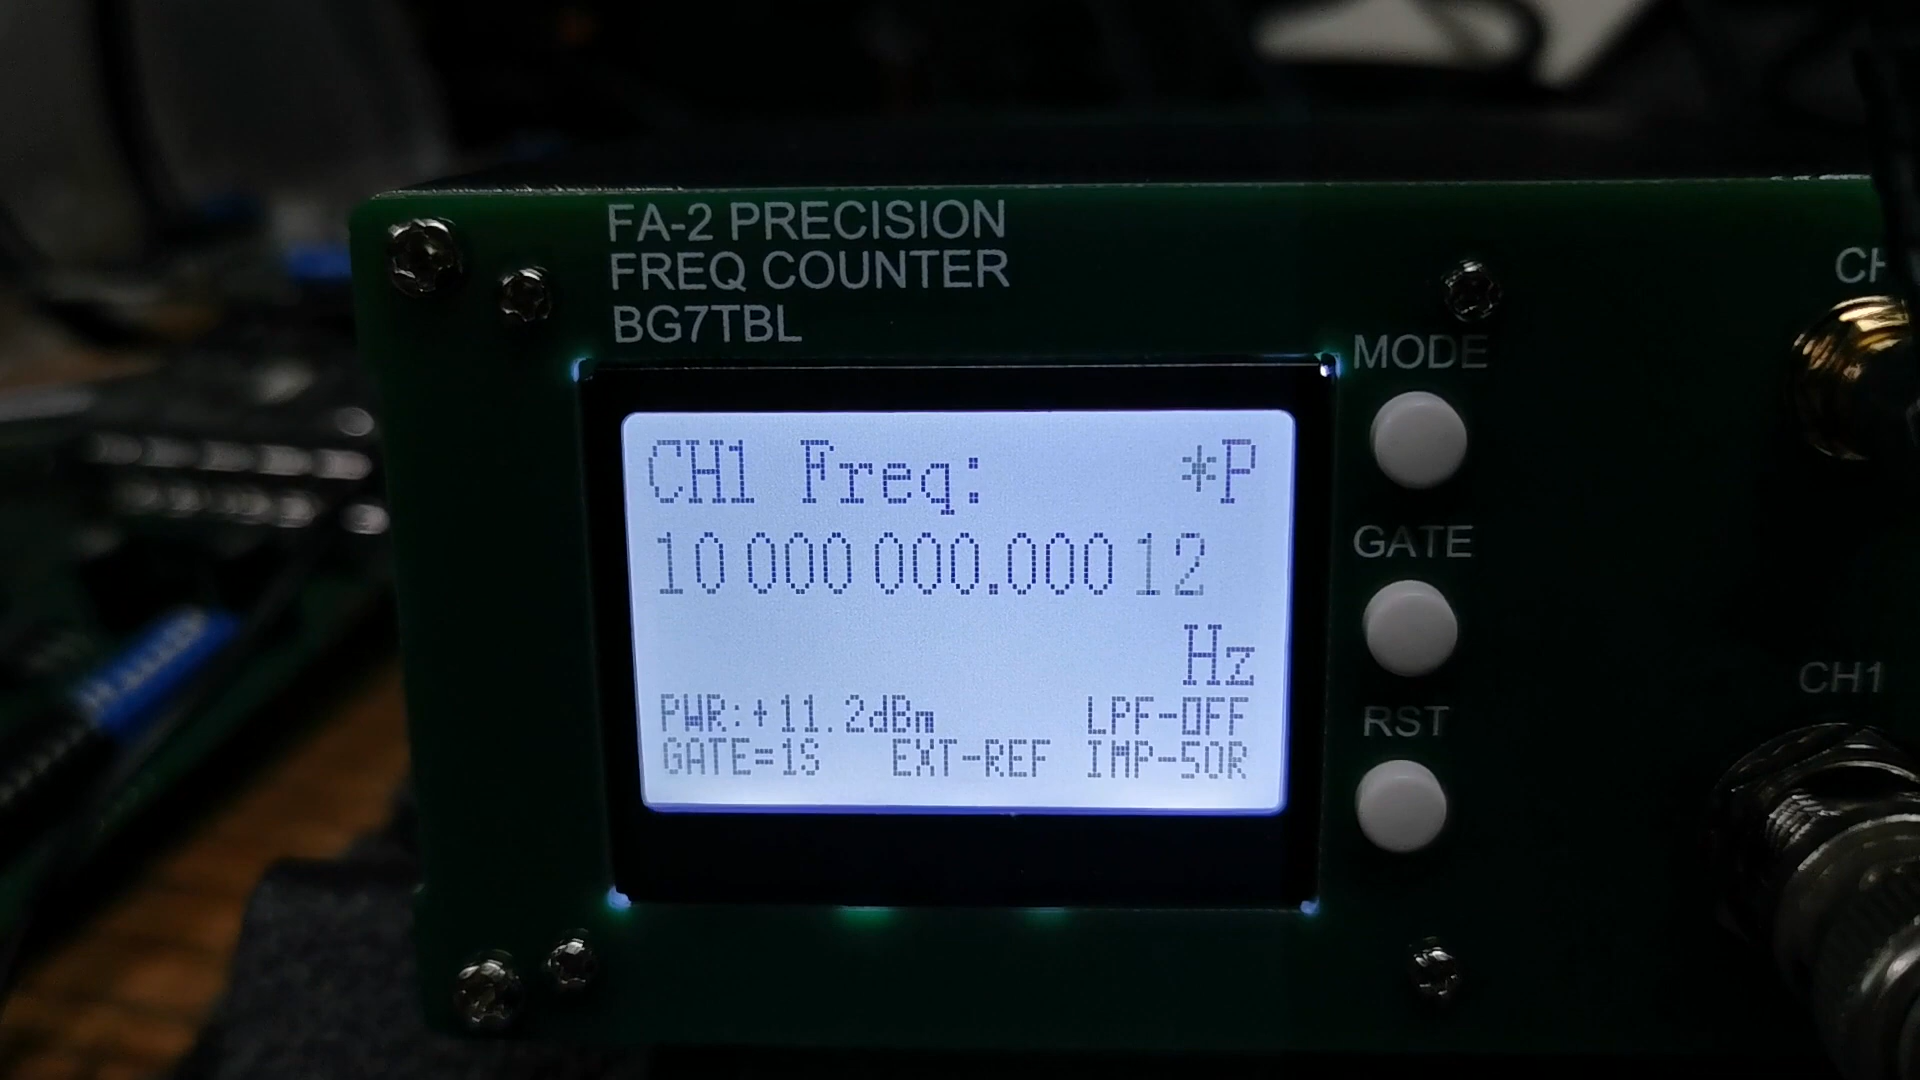 FA-2 PRECISION
FREQ COUNTER
BG7TBL
MODE
CH1 Freq: *P
10 000 000.000 12
Hz
GATE
PWR:+11.2dBm LPF-OFF
GATE=1S EXT-REF IMP-50R
RST
CH1